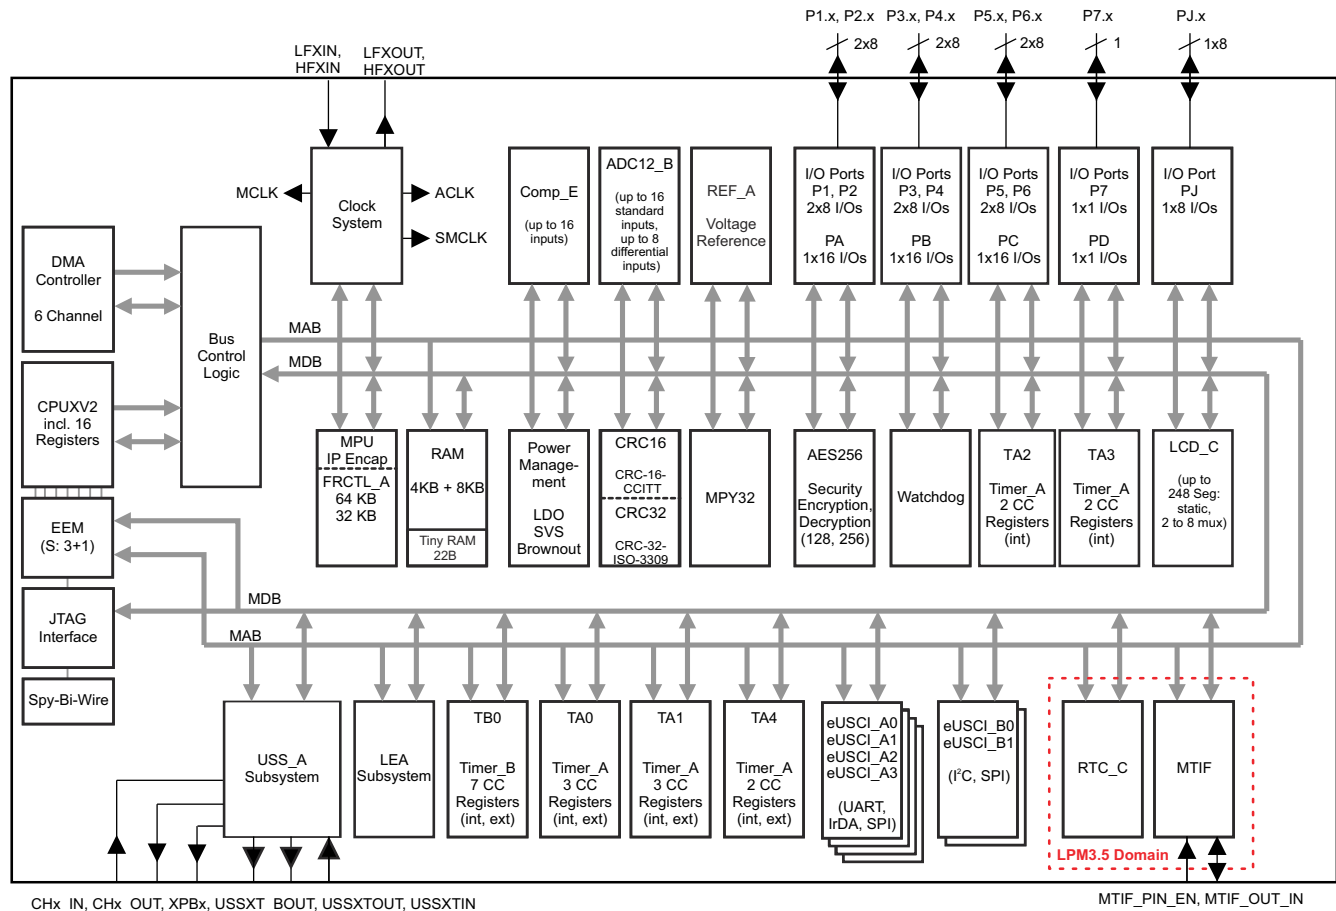 P1.x, P2.x
P3.x, P4.x
P5.x, P6.x
P7.x
PJ.x
2x8
2x8
2x8
1
1x8
LFXIN,
HFXIN
LFXOUT,
HFXOUT
MCLK
Clock
System
ACLK
SMCLK
Comp_E
(up to 16
inputs)
ADC12_B
(up to 16
standard
inputs,
up to 8
differential
inputs)
REF_A
Voltage
Reference
I/O Ports
P1, P2
2x8 I/Os
PA
1x16 I/Os
I/O Ports
P3, P4
2x8 I/Os
PB
1x16 I/Os
I/O Ports
P5, P6
2x8 I/Os
PC
1x16 I/Os
I/O Ports
P7
1x1 I/Os
PD
1x1 I/Os
I/O Port
PJ
1x8 I/Os
DMA
Controller
6 Channel
Bus
Control
Logic
MAB
MDB
CPUXV2
incl. 16
Registers
MPU
IP Encap
FRCTL_A
64 KB
32 KB
RAM
4KB + 8KB
Tiny RAM
22B
Power
Manage-
ment
LDO
SVS
Brownout
CRC16
CRC-16-
CCITT
CRC32
CRC-32-
ISO-3309
MPY32
AES256
Security
Encryption,
Decryption
(128, 256)
Watchdog
TA2
Timer_A
2 CC
Registers
(int)
TA3
Timer_A
2 CC
Registers
(int)
LCD_C
(up to
248 Seg;
static,
2 to 8 mux)
EEM
(S: 3+1)
JTAG
Interface
Spy-Bi-Wire
MDB
MAB
USS_A
Subsystem
LEA
Subsystem
TB0
Timer_B
7 CC
Registers
(int, ext)
TA0
Timer_A
3 CC
Registers
(int, ext)
TA1
Timer_A
3 CC
Registers
(int, ext)
TA4
Timer_A
2 CC
Registers
(int, ext)
eUSCI_A0
eUSCI_A1
eUSCI_A2
eUSCI_A3
(UART,
IrDA, SPI)
eUSCI_B0
eUSCI_B1
(I²C, SPI)
RTC_C
MTIF
LPM3.5 Domain
CHx_IN, CHx_OUT, XPBx, USSXT_BOUT, USSXTOUT, USSXTIN
MTIF_PIN_EN, MTIF_OUT_IN